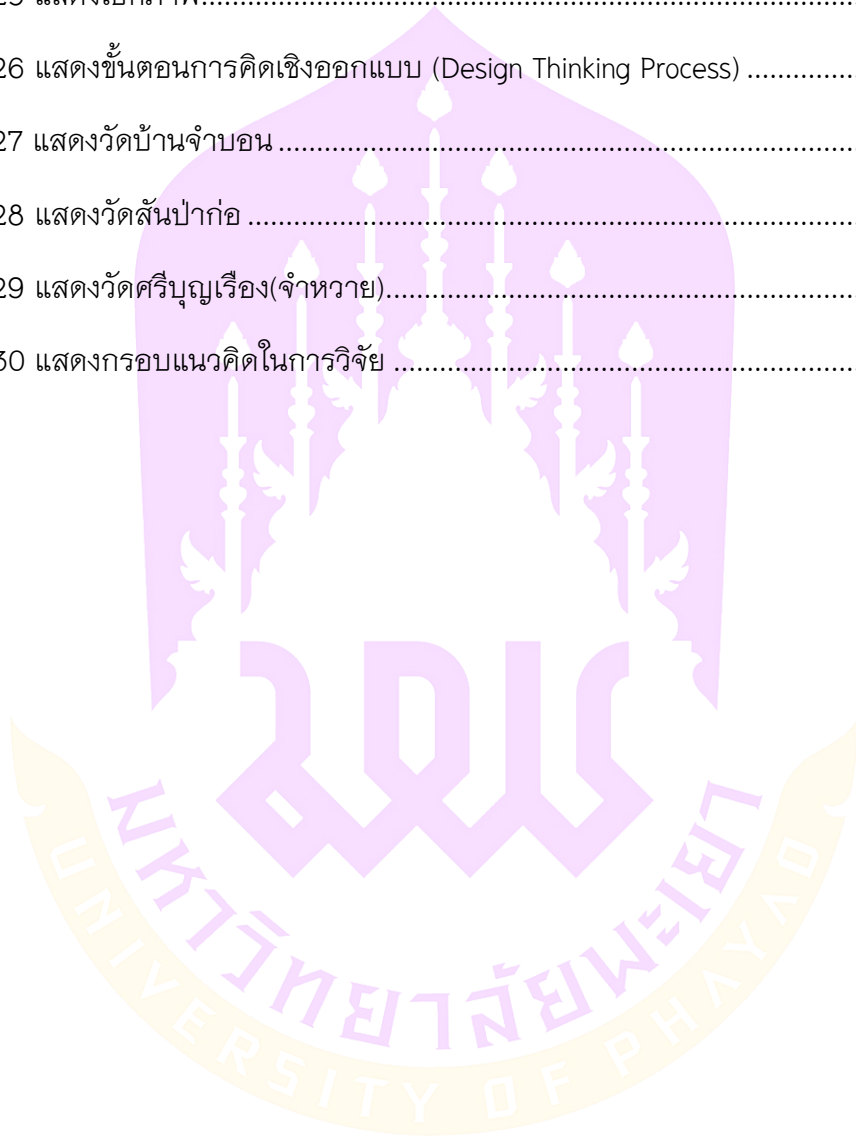 26 แสดงขั้นตอนการคิดเชิงออกแบบ (Design Thinking Process) ................
27 แสดงวัดบ้านจำบอน ................................................................................
28 แสดงวัดสันป่าก่อ ....................................................................................
29 แสดงวัดศรีบุญเรือง(จำหวาย)..................................................................
30 แสดงกรอบแนวคิดในการวิจัย ................................................................
มหาวิทยาลัยพะเยา
UNIVERSITY OF PHAYAO